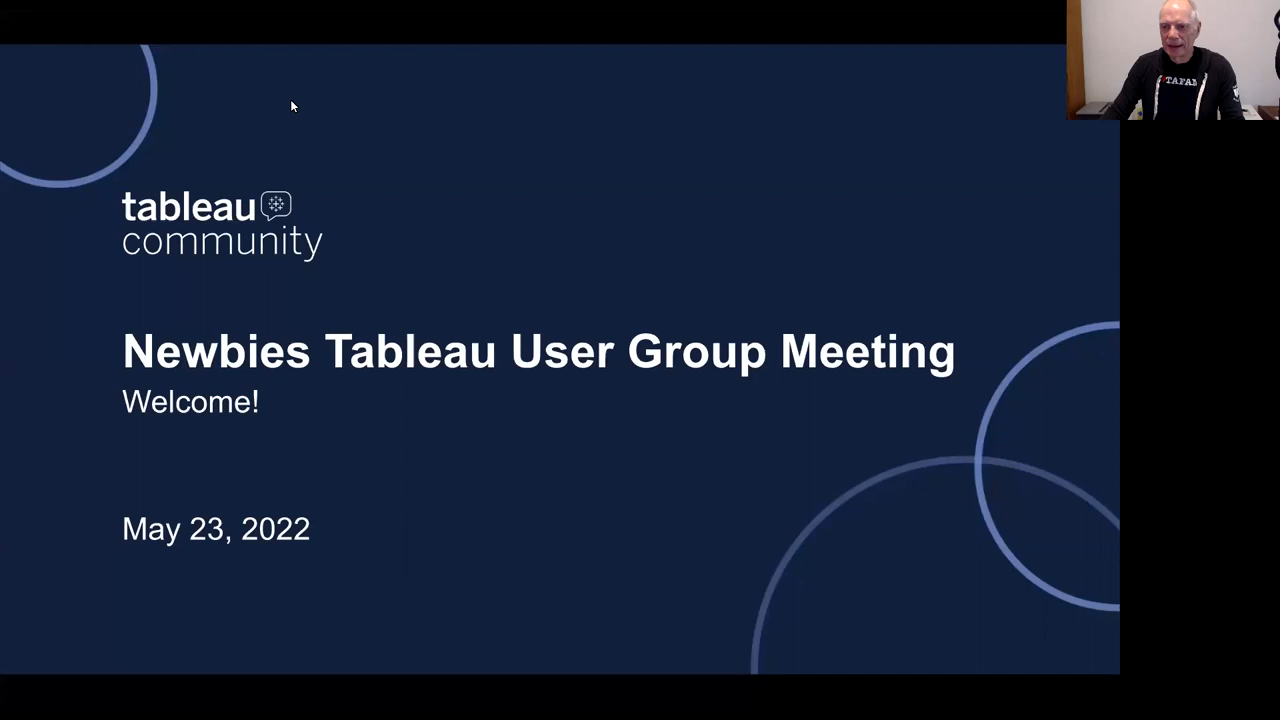 tableau
community
Newbies Tableau User Group Meeting
Welcome!
May 23, 2022